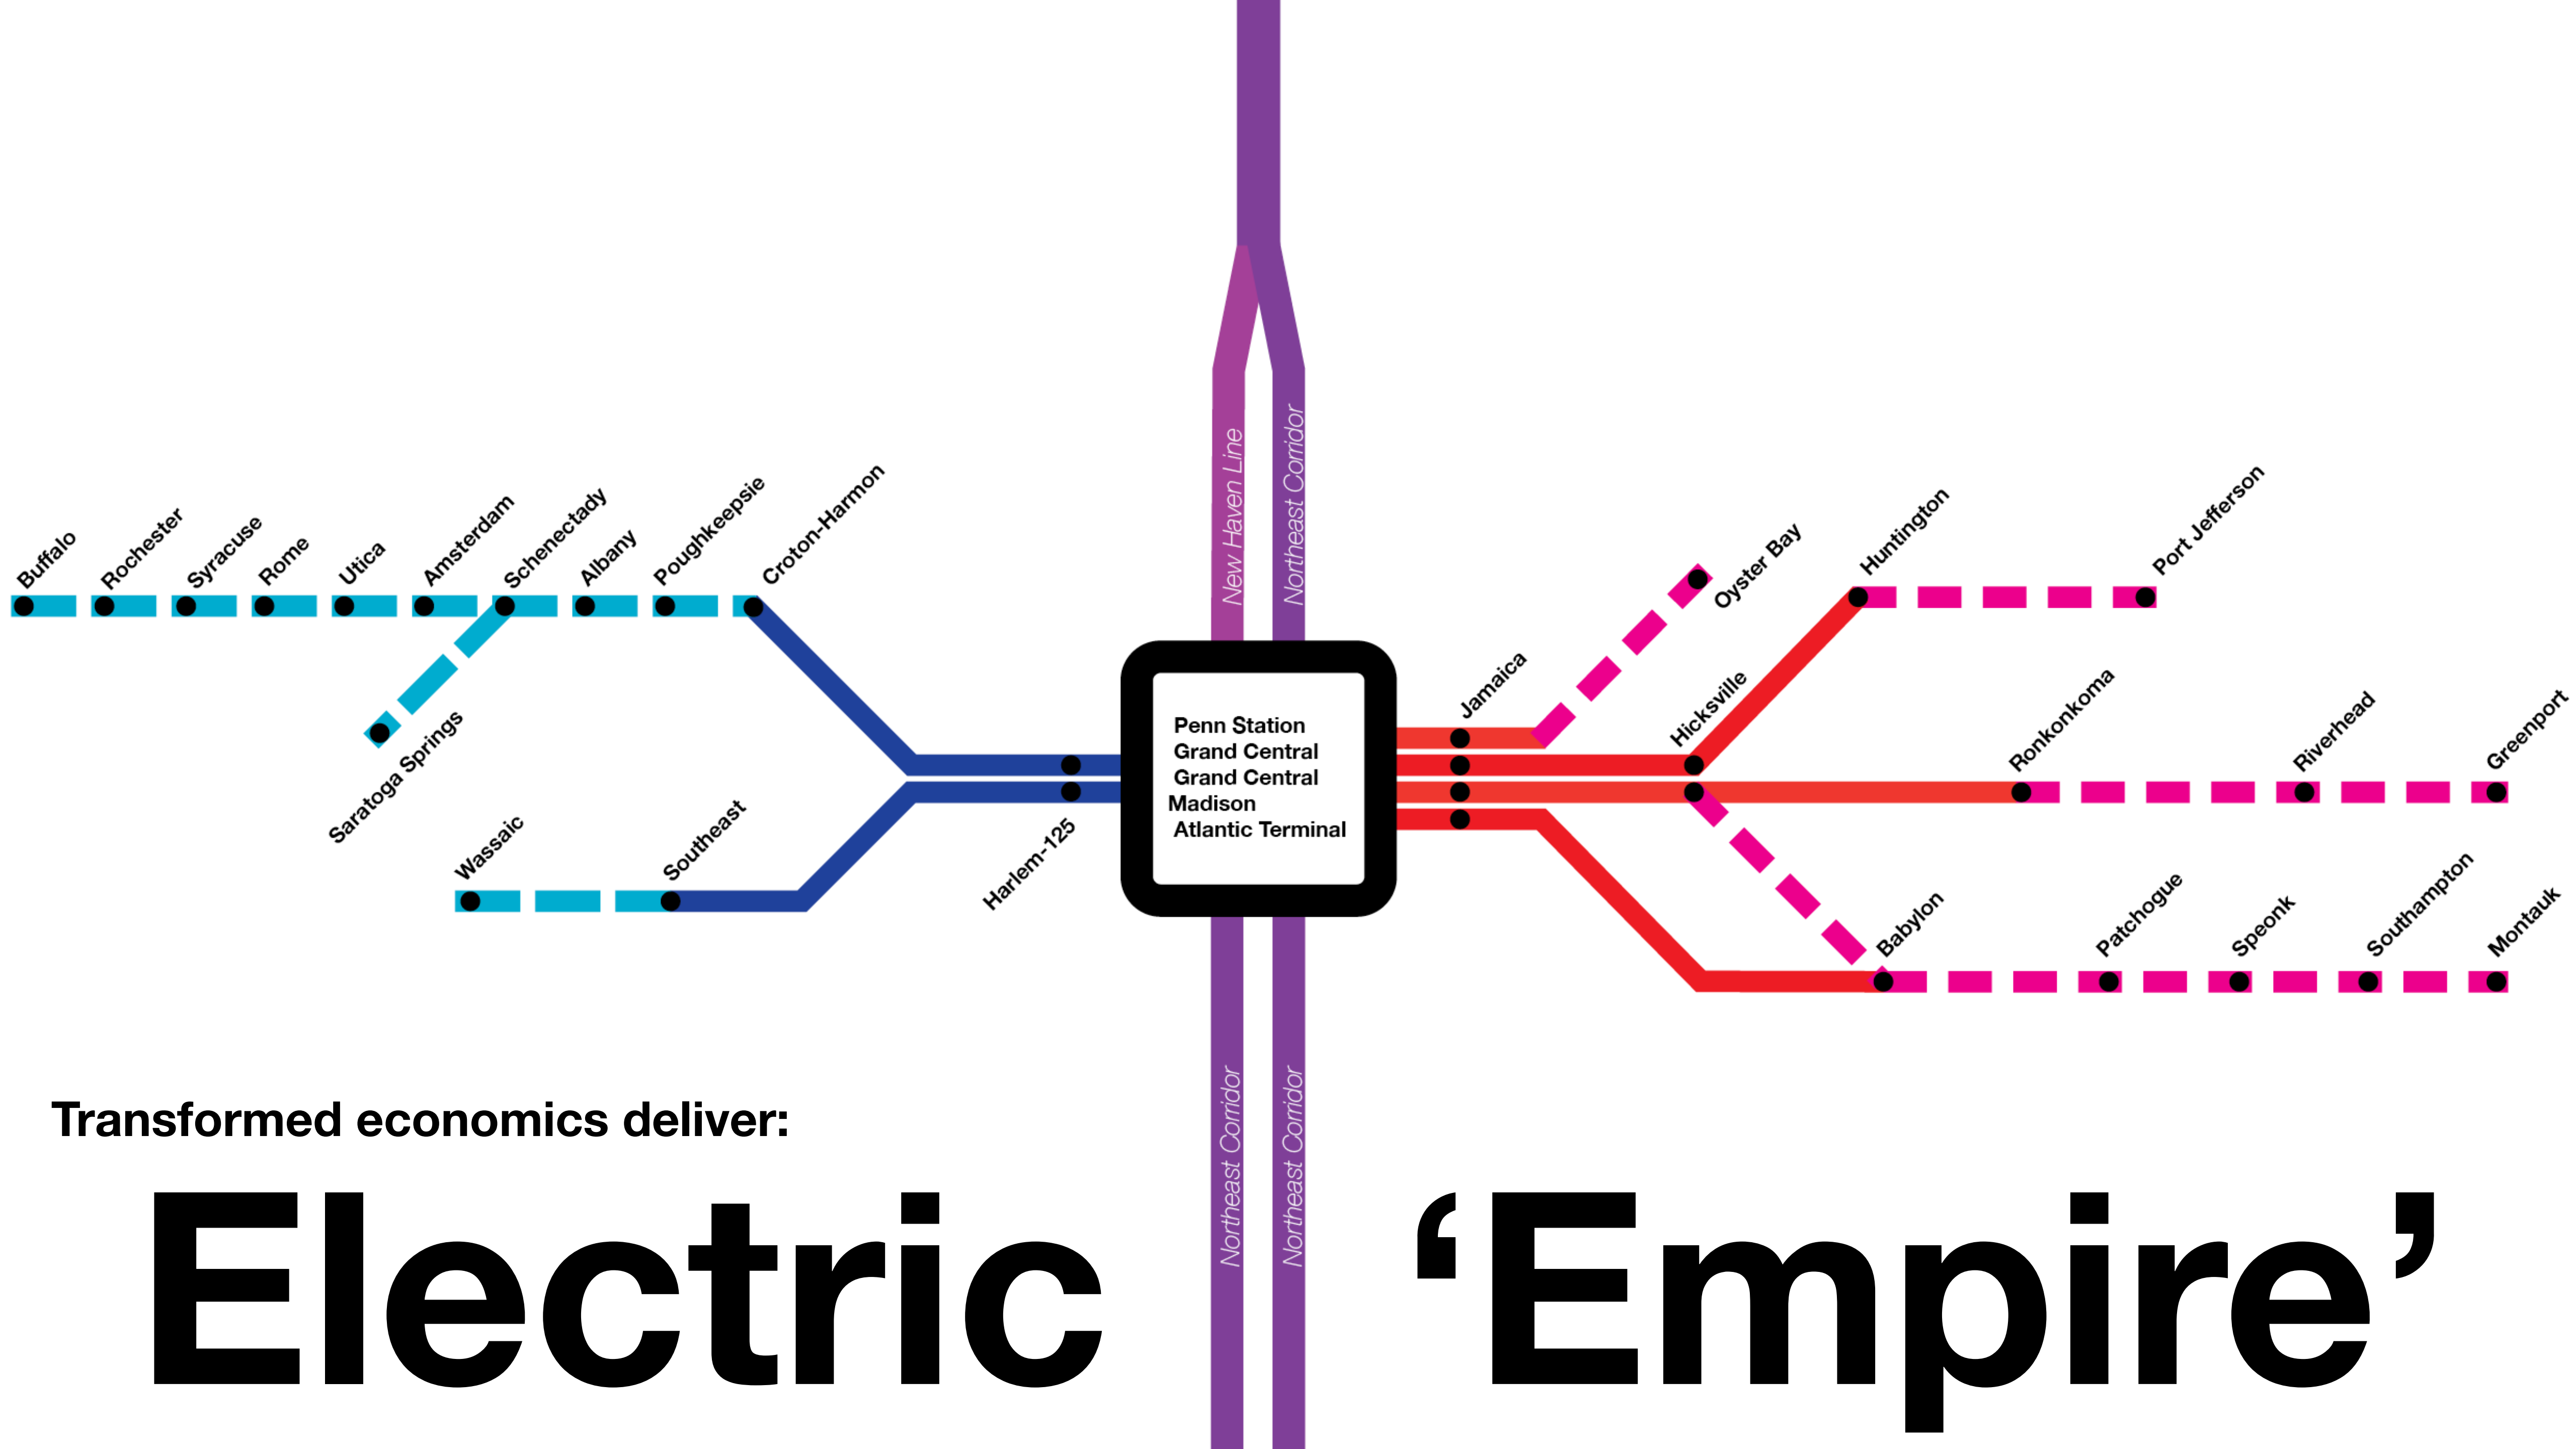 New Haven Line
Northeast Corridor
Buffalo
Rochester
Syracuse
Rome
Utica
Amsterdam
Schenectady
Albany
Poughkeepsie
Croton-Harmon
Saratoga Springs
Wassaic
Southeast
Harlem-125
Penn Station
Grand Central
Grand Central
Madison
Atlantic Terminal
Jamaica
Oyster Bay
Hicksville
Huntington
Port Jefferson
Ronkonkoma
Riverhead
Greenport
Babylon
Patchogue
Speonk
Southampton
Montauk
Northeast Corridor
Northeast Corridor
Transformed economics deliver:
Electric ‘Empire’